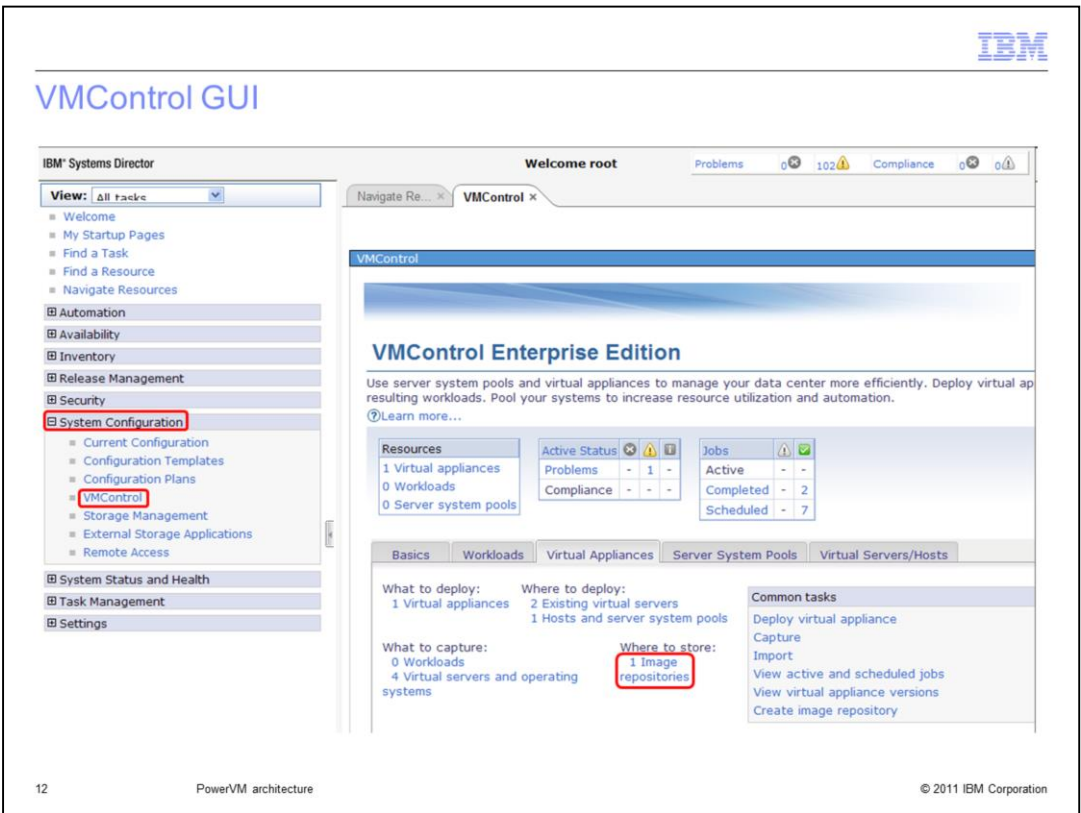 IBM
VMControl GUI
IBM® Systems Director
Welcome root
Problems 0 102 Compliance 0 0
View: All tasks
Welcome
My Startup Pages
Find a Task
Find a Resource
Navigate Resources
Automation
Availability
Inventory
Release Management
Security
System Configuration
Current Configuration
Configuration Templates
Configuration Plans
VMControl
Storage Management
External Storage Applications
Remote Access
System Status and Health
Task Management
Settings
Navigate Re... × VMControl ×
VMControl
VMControl Enterprise Edition
Use server system pools and virtual appliances to manage your data center more efficiently. Deploy virtual ap
resulting workloads. Pool your systems to increase resource utilization and automation.
?Learn more...
Resources
1 Virtual appliances
0 Workloads
0 Server system pools
Active Status
Problems - 1 -
Compliance - - -
Jobs
Active - -
Completed - 2
Scheduled - 7
Basics Workloads Virtual Appliances Server System Pools Virtual Servers/Hosts
What to deploy:
1 Virtual appliances
Where to deploy:
2 Existing virtual servers
1 Hosts and server system pools
What to capture:
0 Workloads
4 Virtual servers and operating
systems
Where to store:
1 Image
repositories
Common tasks
Deploy virtual appliance
Capture
Import
View active and scheduled jobs
View virtual appliance versions
Create image repository
12 PowerVM architecture © 2011 IBM Corporation